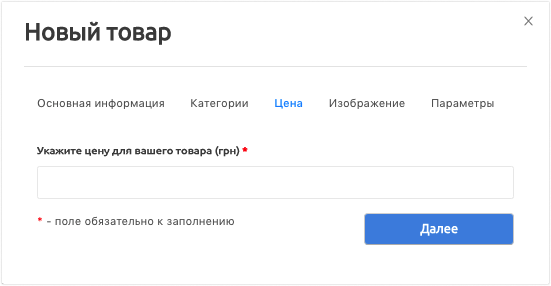 Новый товар
Основная информация Категории Цена Изображение Параметры
Укажите цену для вашего товара (грн) *
* – поле обязательно к заполнению
Далее